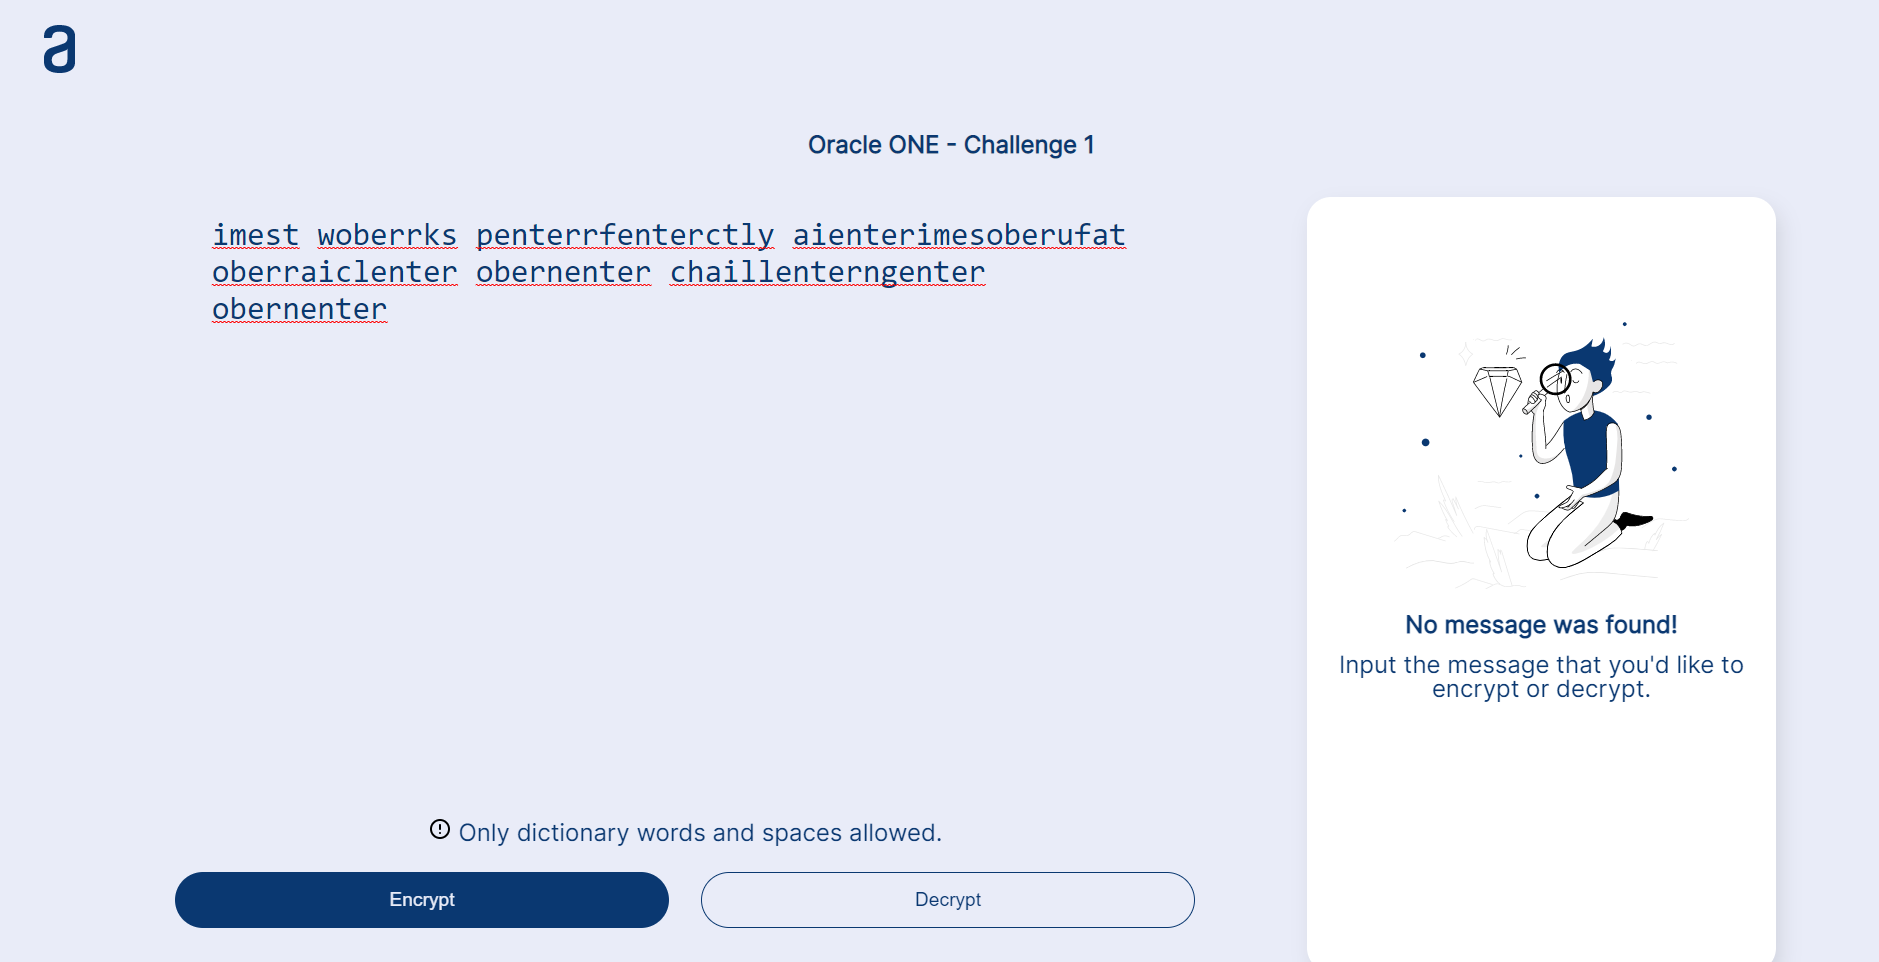 a
Oracle ONE - Challenge 1
imest woberrks penterrfenterctly aienterimesoberufat
oberraiclenter obernenter chaillenterngenter
obernenter
No message was found!
Input the message that you'd like to
encrypt or decrypt.
Only dictionary words and spaces allowed.
Encrypt
Decrypt